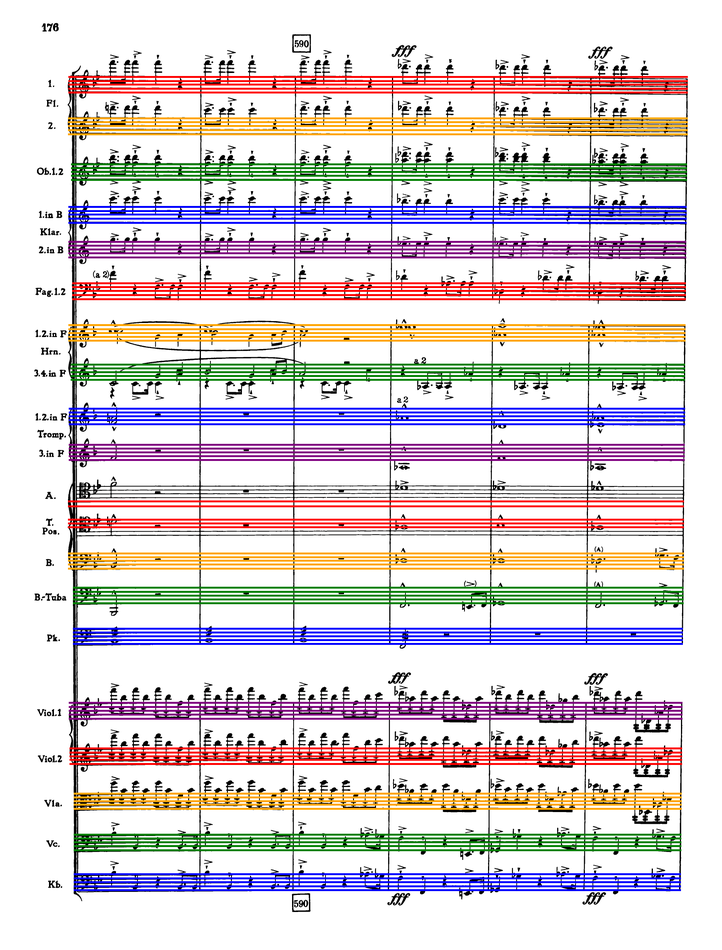 176
590
fff fff
1.
Fl.
2.
Ob.1.2
1.in B
Klar.
2.in B
(a 2)
Fag.1.2
1.2.in F
Hrn.
a 2
3.4.in F
a 2
1.2.in F
Tromp.
3.in F
A.
T.
Pos.
B.
B.-Tuba
Pk.
fff fff
Viol.1
Viol.2
Vla.
Vc.
Kb.
590
fff fff